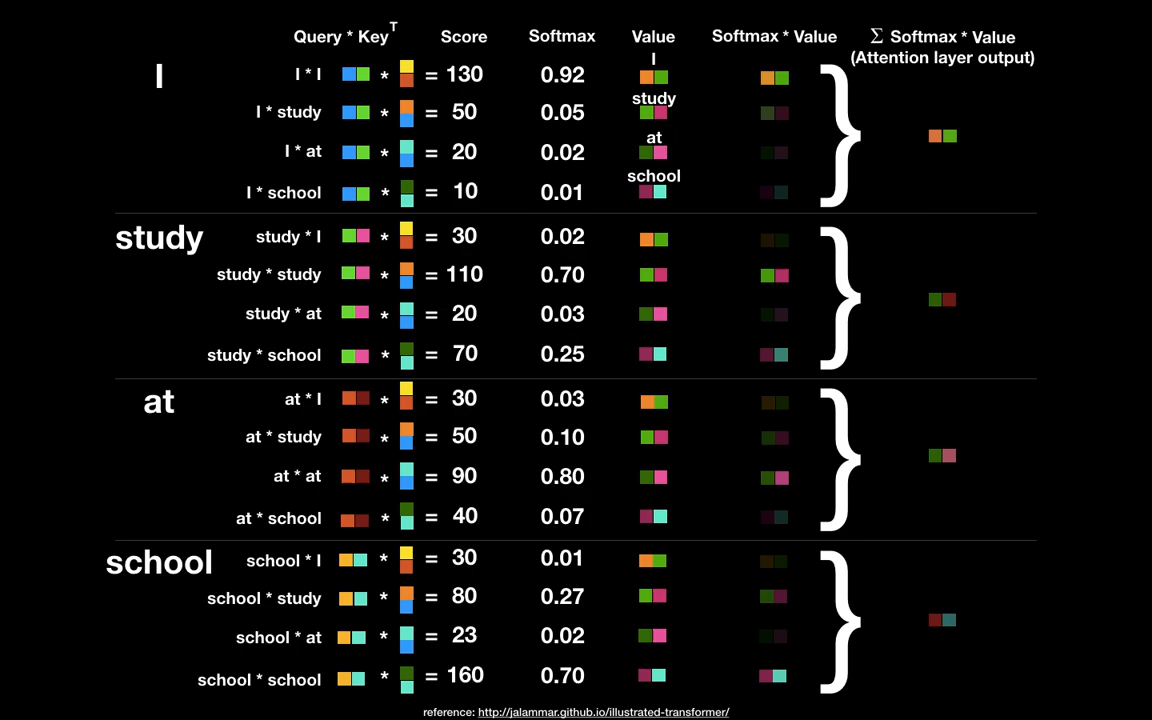 Query * Key^T Score Softmax Value Softmax * Value Σ Softmax * Value
(Attention layer output)
I
I
I * I * = 130 0.92
study
I * study * = 50 0.05
at
I * at * = 20 0.02
school
I * school * = 10 0.01
study
study * I * = 30 0.02
study * study * = 110 0.70
study * at * = 20 0.03
study * school * = 70 0.25
at
at * I * = 30 0.03
at * study * = 50 0.10
at * at * = 90 0.80
at * school * = 40 0.07
school
school * I * = 30 0.01
school * study * = 80 0.27
school * at * = 23 0.02
school * school * = 160 0.70
reference: http://jalammar.github.io/illustrated-transformer/